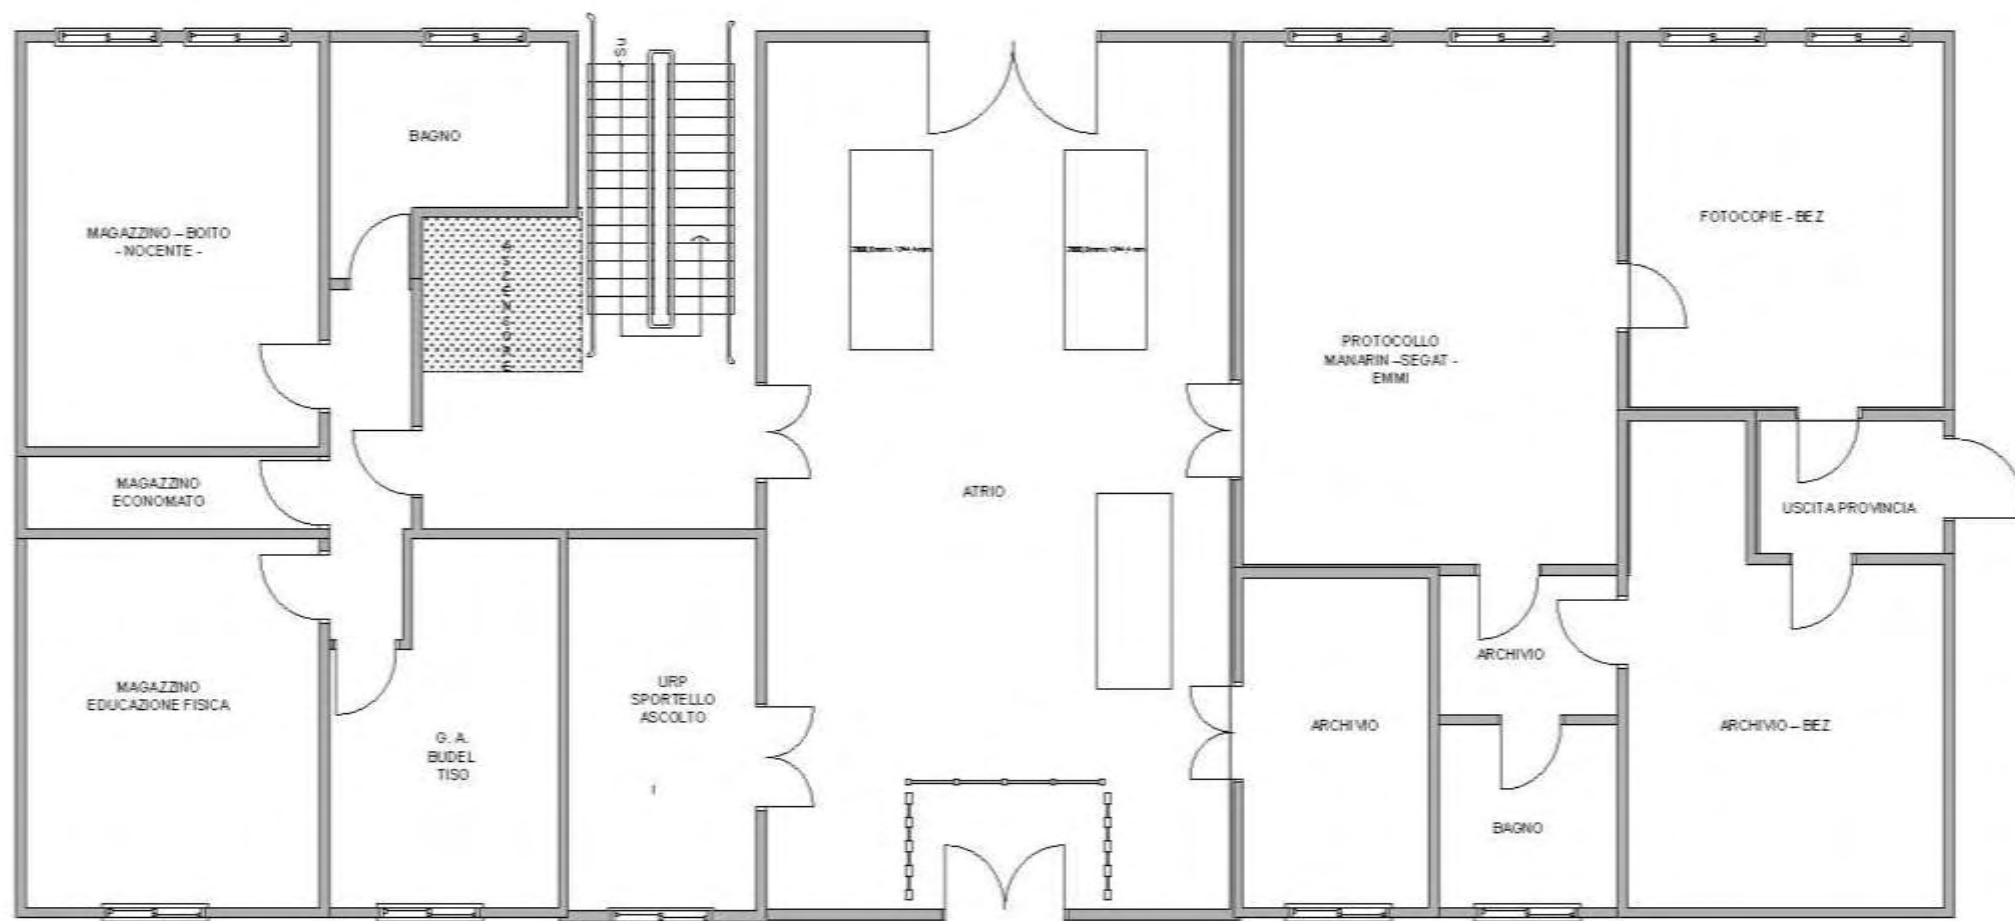 Su
BAGNO
MAGAZZINO – BOITO
- NOCENTE -
ASCENSORE
FOTOCOPIE - BEZ
PROTOCOLLO
MANARIN –SEGAT -
EMMI
MAGAZZINO
ECONOMATO
ATRIO
USCITA PROVINCIA
MAGAZZINO
EDUCAZIONE FISICA
URP
SPORTELLO
ASCOLTO
I
G. A.
BUDEL
TISO
ARCHIVIO
ARCHIVIO
ARCHIVIO – BEZ
BAGNO